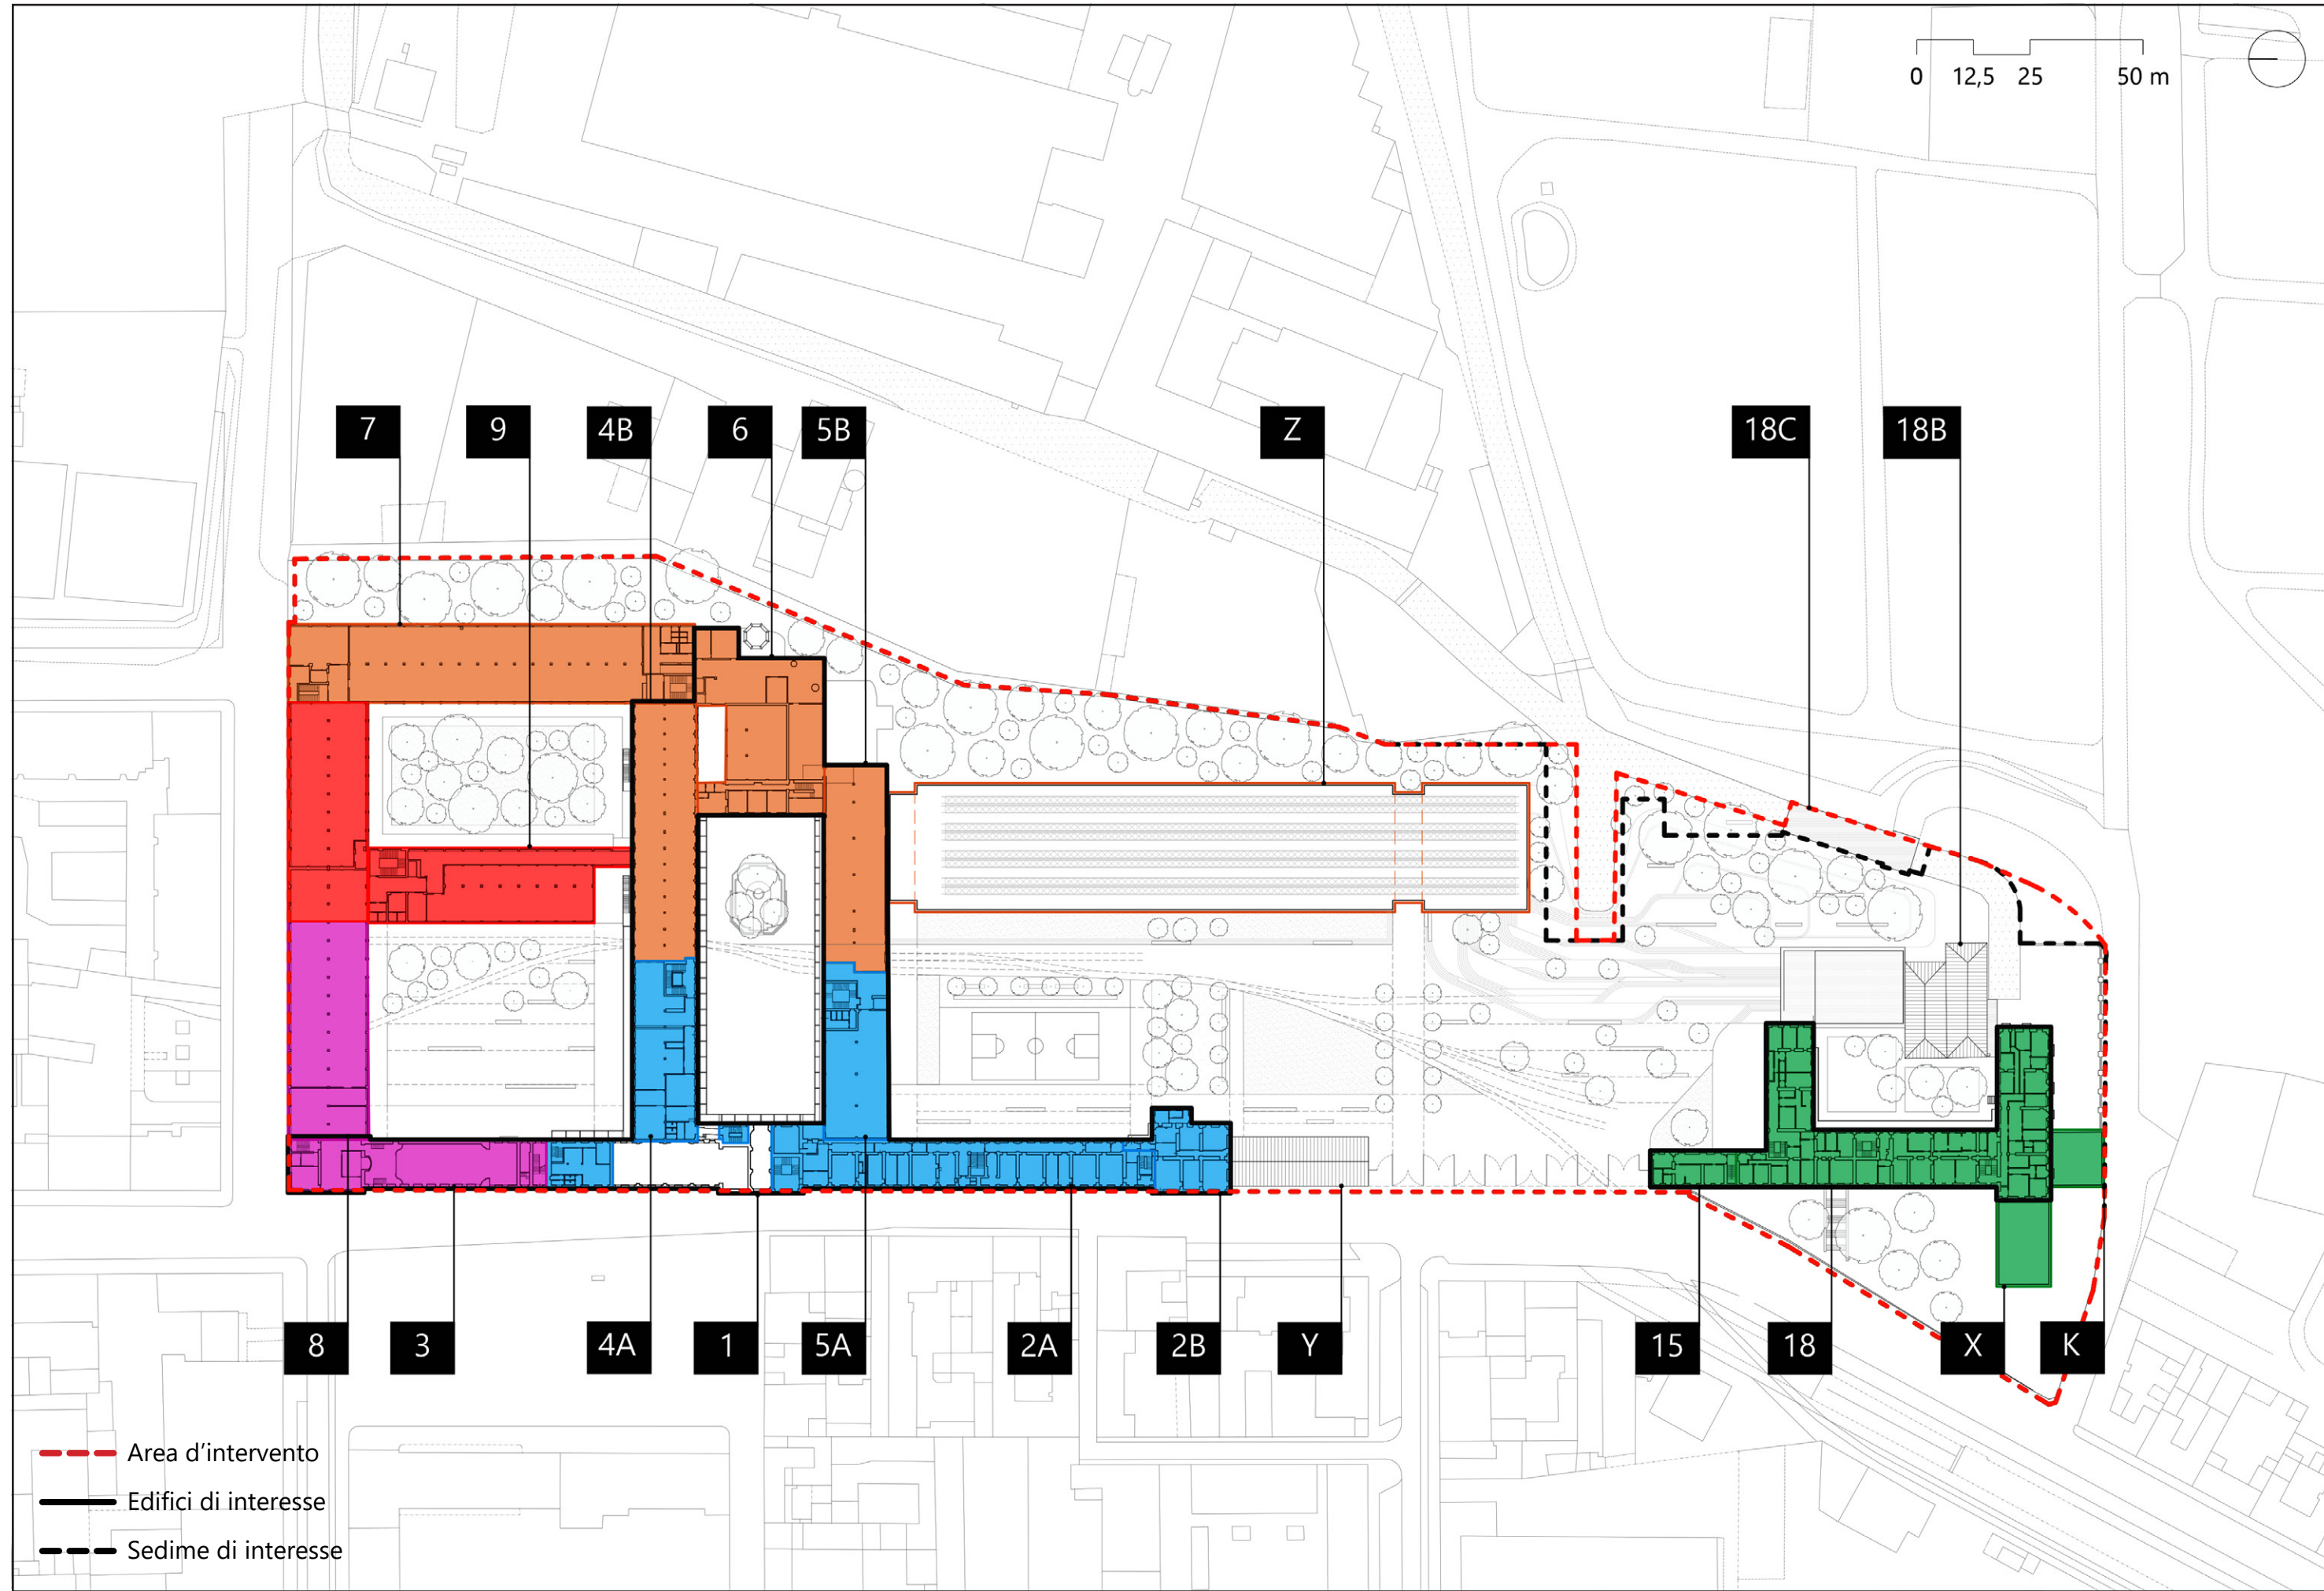 0 12,5 25 50 m
7 9 4B 6 5B Z 18C 18B
8 3 4A 1 5A 2A 2B Y 15 18 X K
Area d’intervento
Edifici di interesse
Sedime di interesse